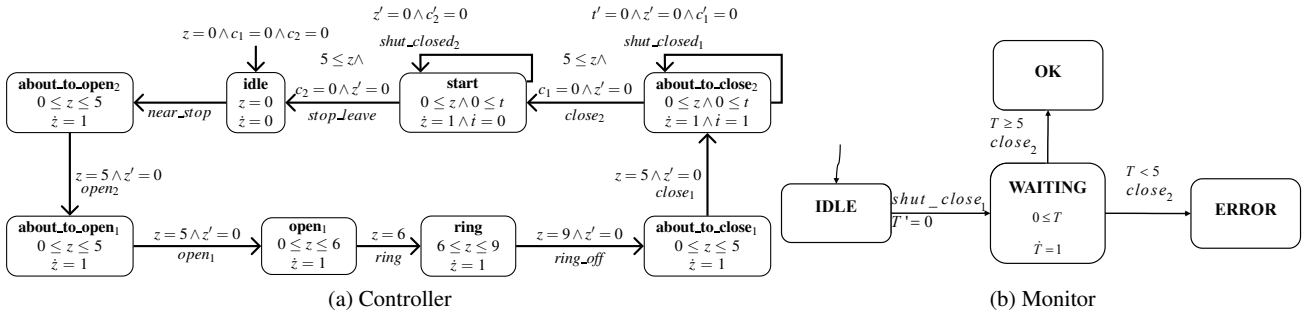 z′ = 0 ∧ c′₂ = 0
t′ = 0 ∧ z′ = 0 ∧ c′₁ = 0
z = 0 ∧ c₁ = 0 ∧ c₂ = 0
shut_closed₂
shut_closed₁
5 ≤ z∧
5 ≤ z∧
about_to_open₂
0 ≤ z ≤ 5
ż = 1
near_stop
idle
z = 0
ż = 0
c₂ = 0 ∧ z′ = 0
stop_leave
start
0 ≤ z ∧ 0 ≤ t
ż = 1 ∧ ṫ = 0
c₁ = 0 ∧ z′ = 0
close₂
about_to_close₂
0 ≤ z ∧ 0 ≤ t
ż = 1 ∧ ṫ = 1
z = 5 ∧ z′ = 0
open₂
z = 5 ∧ z′ = 0
close₁
about_to_open₁
0 ≤ z ≤ 5
ż = 1
z = 5 ∧ z′ = 0
open₁
open₁
0 ≤ z ≤ 6
ż = 1
z = 6
ring
ring
6 ≤ z ≤ 9
ż = 1
z = 9 ∧ z′ = 0
ring_off
about_to_close₁
0 ≤ z ≤ 5
ż = 1
(a) Controller
OK
T ≥ 5
close₂
IDLE
shut_close₁
T'=0
WAITING
0 ≤ T
Ṫ = 1
T < 5
close₂
ERROR
(b) Monitor